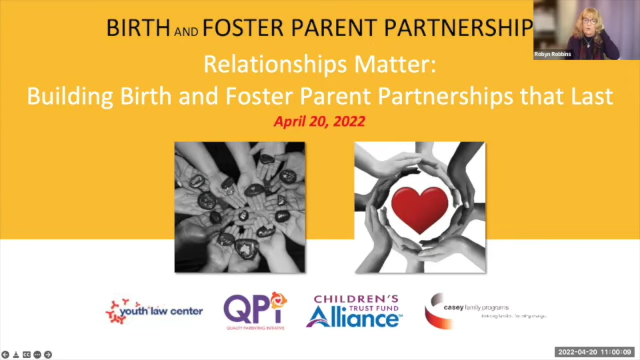 BIRTH AND FOSTER PARENT PARTNERSHIP
Robyn Robbins
Relationships Matter:
Building Birth and Foster Parent Partnerships that Last
April 20, 2022
youth law center
QPi
QUALITY PARENTING INITIATIVE
CHILDREN'S
TRUST FUND
Alliance
casey family programs
2022-04-20 11:00:09